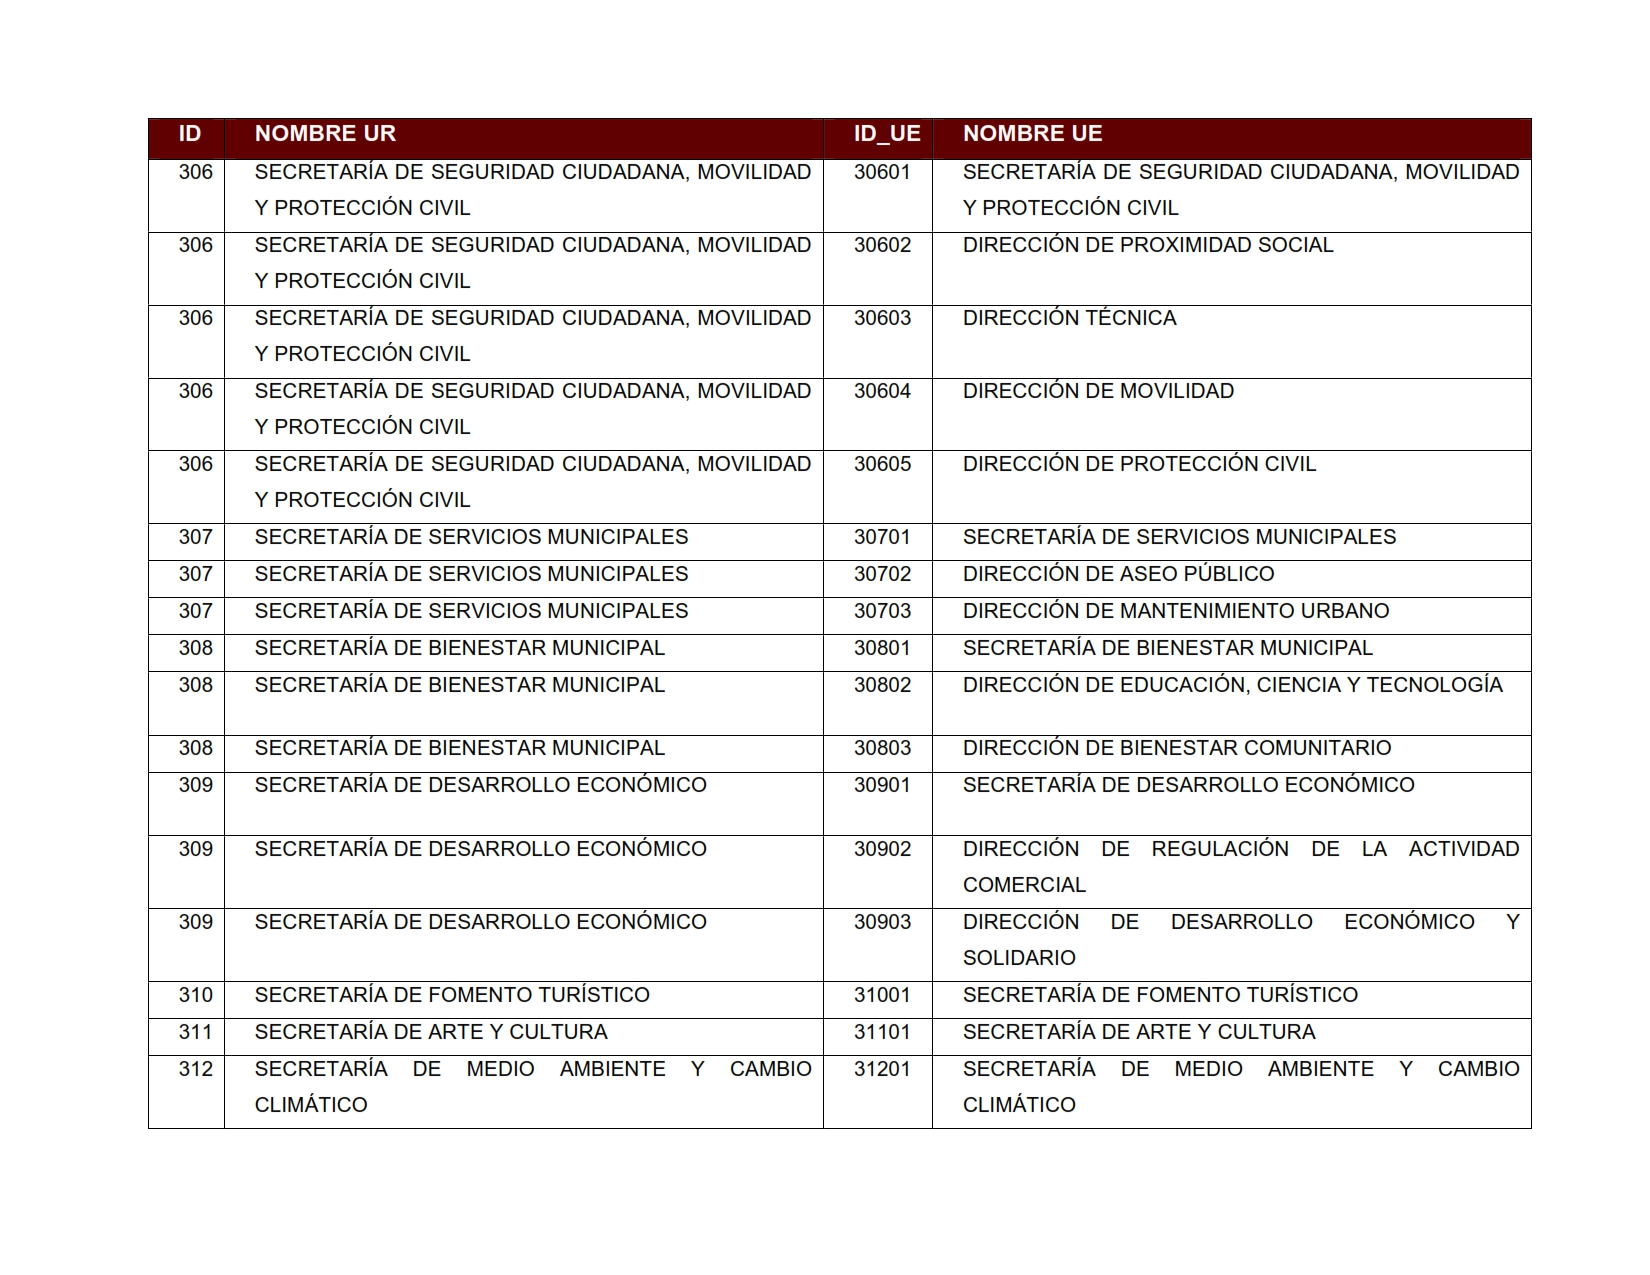 ID NOMBRE UR ID_UE NOMBRE UE
306 SECRETARÍA DE SEGURIDAD CIUDADANA, MOVILIDAD 30601 SECRETARÍA DE SEGURIDAD CIUDADANA, MOVILIDAD
Y PROTECCIÓN CIVIL Y PROTECCIÓN CIVIL
306 SECRETARÍA DE SEGURIDAD CIUDADANA, MOVILIDAD 30602 DIRECCIÓN DE PROXIMIDAD SOCIAL
Y PROTECCIÓN CIVIL
306 SECRETARÍA DE SEGURIDAD CIUDADANA, MOVILIDAD 30603 DIRECCIÓN TÉCNICA
Y PROTECCIÓN CIVIL
306 SECRETARÍA DE SEGURIDAD CIUDADANA, MOVILIDAD 30604 DIRECCIÓN DE MOVILIDAD
Y PROTECCIÓN CIVIL
306 SECRETARÍA DE SEGURIDAD CIUDADANA, MOVILIDAD 30605 DIRECCIÓN DE PROTECCIÓN CIVIL
Y PROTECCIÓN CIVIL
307 SECRETARÍA DE SERVICIOS MUNICIPALES 30701 SECRETARÍA DE SERVICIOS MUNICIPALES
307 SECRETARÍA DE SERVICIOS MUNICIPALES 30702 DIRECCIÓN DE ASEO PÚBLICO
307 SECRETARÍA DE SERVICIOS MUNICIPALES 30703 DIRECCIÓN DE MANTENIMIENTO URBANO
308 SECRETARÍA DE BIENESTAR MUNICIPAL 30801 SECRETARÍA DE BIENESTAR MUNICIPAL
308 SECRETARÍA DE BIENESTAR MUNICIPAL 30802 DIRECCIÓN DE EDUCACIÓN, CIENCIA Y TECNOLOGÍA
308 SECRETARÍA DE BIENESTAR MUNICIPAL 30803 DIRECCIÓN DE BIENESTAR COMUNITARIO
309 SECRETARÍA DE DESARROLLO ECONÓMICO 30901 SECRETARÍA DE DESARROLLO ECONÓMICO
309 SECRETARÍA DE DESARROLLO ECONÓMICO 30902 DIRECCIÓN DE REGULACIÓN DE LA ACTIVIDAD
COMERCIAL
309 SECRETARÍA DE DESARROLLO ECONÓMICO 30903 DIRECCIÓN DE DESARROLLO ECONÓMICO Y
SOLIDARIO
310 SECRETARÍA DE FOMENTO TURÍSTICO 31001 SECRETARÍA DE FOMENTO TURÍSTICO
311 SECRETARÍA DE ARTE Y CULTURA 31101 SECRETARÍA DE ARTE Y CULTURA
312 SECRETARÍA DE MEDIO AMBIENTE Y CAMBIO 31201 SECRETARÍA DE MEDIO AMBIENTE Y CAMBIO
CLIMÁTICO CLIMÁTICO